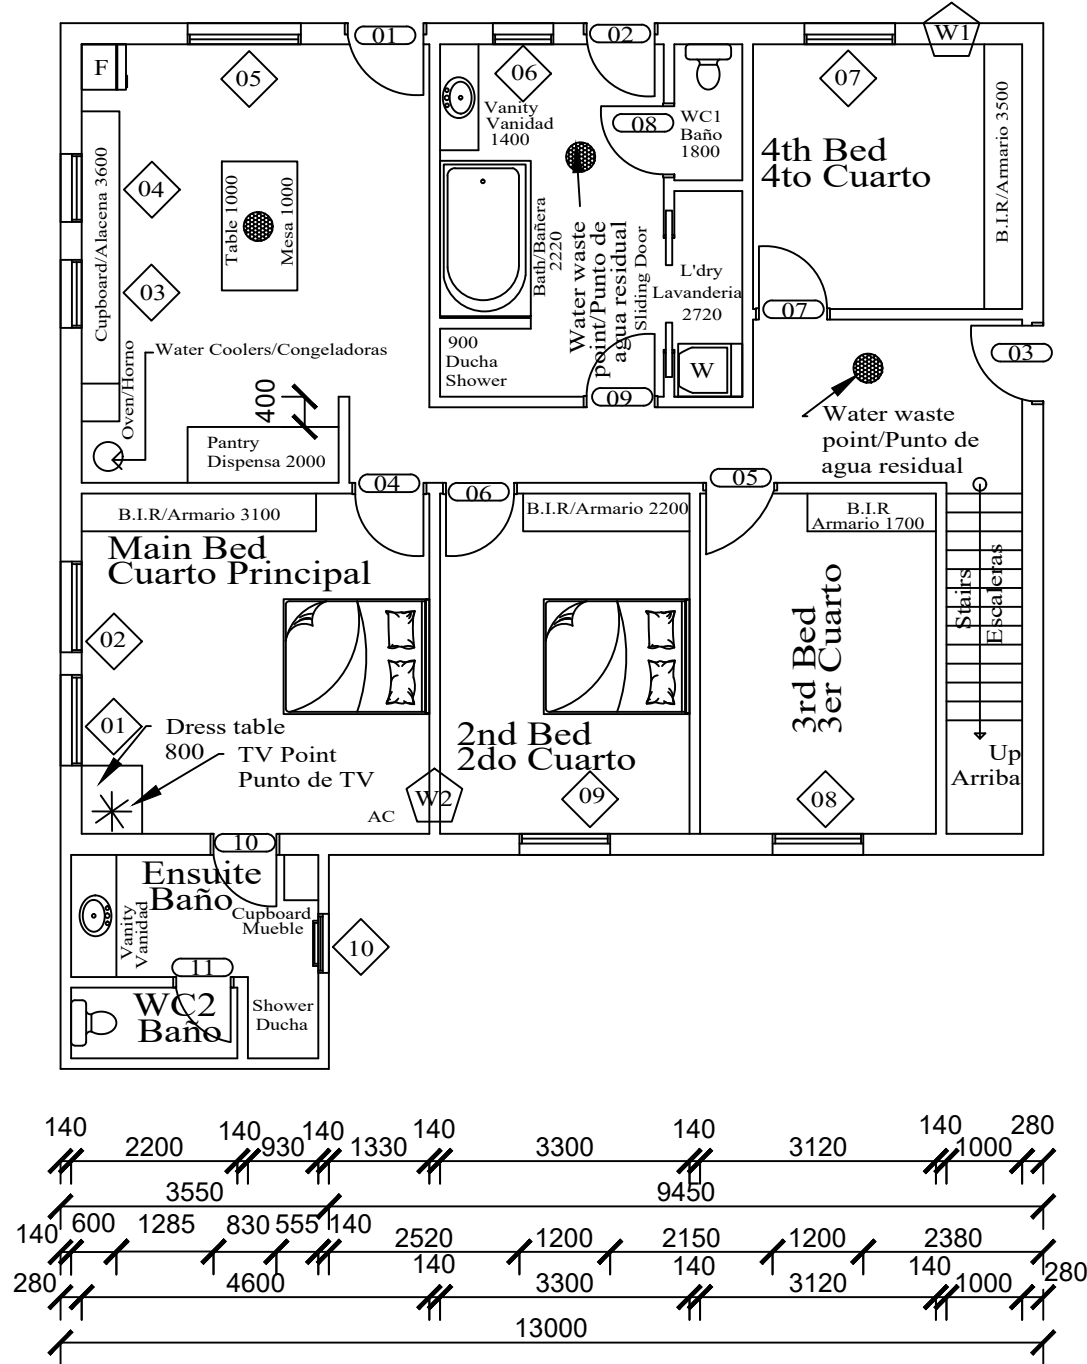 01
02
W1
F
05
06
07
Vanity
Vanidad
1400
08
WC1
Baño
1800
4th Bed
4to Cuarto
B.I.R/Armario 3500
04
Cupboard/Alacena 3600
Table 1000
Mesa 1000
03
Bath/Bañera
2220
Water waste
point/Punto de
agua residual
Sliding Door
L'dry
Lavanderia
2720
07
03
Water Coolers/Congeladoras
Oven/Horno
900
Ducha
Shower
W
09
400
Pantry
Dispensa 2000
Water waste
point/Punto de
agua residual
04
06
05
B.I.R/Armario 3100
B.I.R/Armario 2200
B.I.R
Armario 1700
Main Bed
Cuarto Principal
Stairs
Escaleras
02
3rd Bed
3er Cuarto
01
Dress table
800
TV Point
Punto de TV
2nd Bed
2do Cuarto
Up
Arriba
AC
W2
09
08
10
Ensuite
Baño
Cupboard
Mueble
Vanity
Vanidad
10
11
WC2
Baño
Shower
Ducha
140 2200 140 930 140 1330 140 3300 140 3120 140 1000 280
3550 9450
140 600 1285 830 555 140 2520 1200 2150 1200 2380
280 4600 140 3300 140 3120 140 1000 280
13000